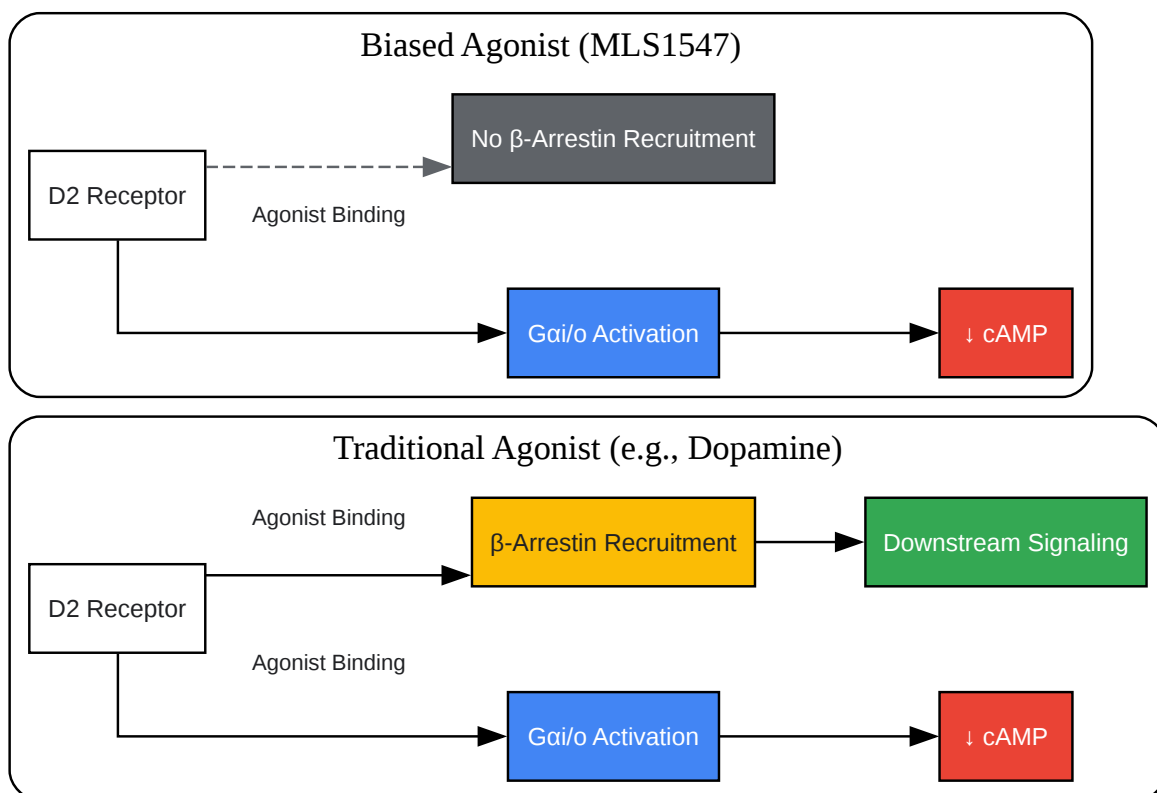 Biased Agonist (MLS1547)
No β-Arrestin Recruitment
D2 Receptor
Agonist Binding
Gαi/o Activation
↓ cAMP
Traditional Agonist (e.g., Dopamine)
Agonist Binding
β-Arrestin Recruitment
Downstream Signaling
D2 Receptor
Agonist Binding
Gαi/o Activation
↓ cAMP